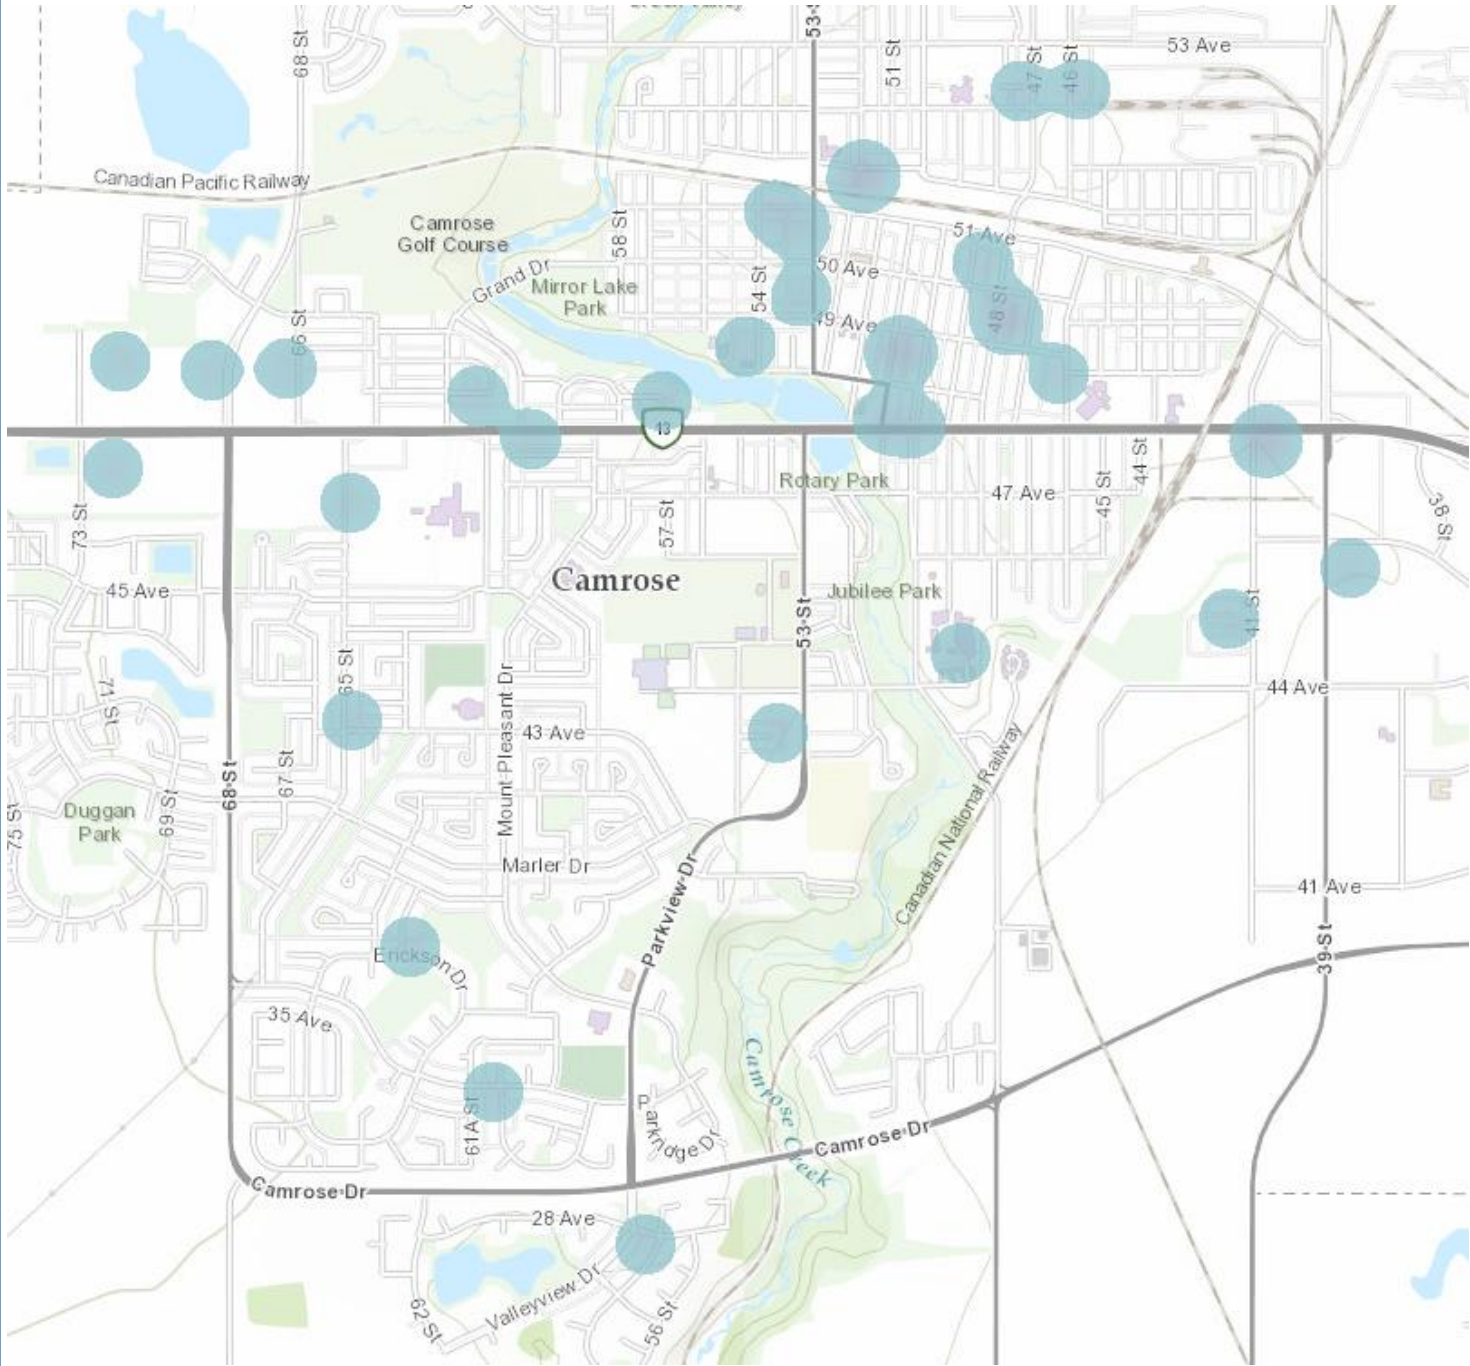 53 Ave
68 St
53-S
51 St
47 St
46 St
Canadian Pacific Railway
Camrose
Golf Course
58 St
51 Ave
Grand Dr
Mirror Lake
Park
54 St
50 Ave
48 St
49 Ave
66 St
43
Rotary Park
47 Ave
45 St
44 St
38 St
73 St
57 St
45 Ave
Camrose
Jubilee Park
53-St
41 St
71 St
65 St
Mount Pleasant Dr
43 Ave
44 Ave
67 St
68-St
69 St
75 St
Duggan
Park
Canadian National Railway
Marler Dr
Parkview-Dr
41 Ave
39-St
Erickson Dr
35 Ave
Camrose Creek
61A St
Parkridge Dr
Camrose-Dr
Camrose-Dr
28 Ave
Valleyview Dr
62 St
56 St